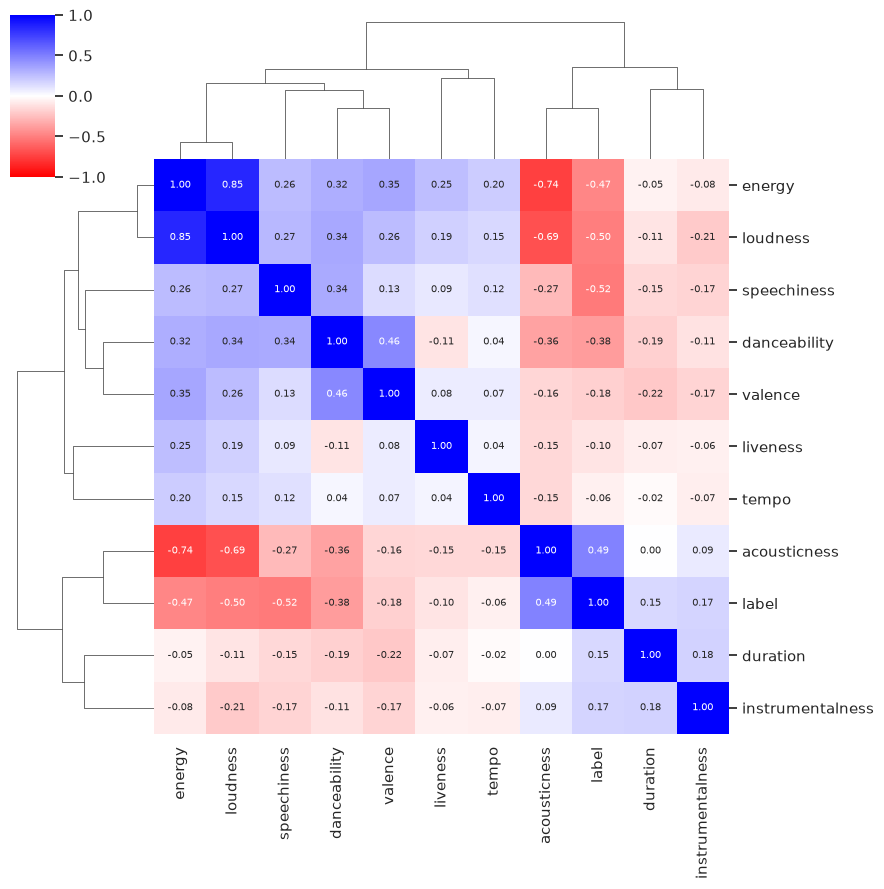 1.0
0.5
0.0
−0.5
−1.0
1.00 0.85 0.26 0.32 0.35 0.25 0.20 -0.74 -0.47 -0.05 -0.08 energy
0.85 1.00 0.27 0.34 0.26 0.19 0.15 -0.69 -0.50 -0.11 -0.21 loudness
0.26 0.27 1.00 0.34 0.13 0.09 0.12 -0.27 -0.52 -0.15 -0.17 speechiness
0.32 0.34 0.34 1.00 0.46 -0.11 0.04 -0.36 -0.38 -0.19 -0.11 danceability
0.35 0.26 0.13 0.46 1.00 0.08 0.07 -0.16 -0.18 -0.22 -0.17 valence
0.25 0.19 0.09 -0.11 0.08 1.00 0.04 -0.15 -0.10 -0.07 -0.06 liveness
0.20 0.15 0.12 0.04 0.07 0.04 1.00 -0.15 -0.06 -0.02 -0.07 tempo
-0.74 -0.69 -0.27 -0.36 -0.16 -0.15 -0.15 1.00 0.49 0.00 0.09 acousticness
-0.47 -0.50 -0.52 -0.38 -0.18 -0.10 -0.06 0.49 1.00 0.15 0.17 label
-0.05 -0.11 -0.15 -0.19 -0.22 -0.07 -0.02 0.00 0.15 1.00 0.18 duration
-0.08 -0.21 -0.17 -0.11 -0.17 -0.06 -0.07 0.09 0.17 0.18 1.00 instrumentalness
energy
loudness
speechiness
danceability
valence
liveness
tempo
acousticness
label
duration
instrumentalness